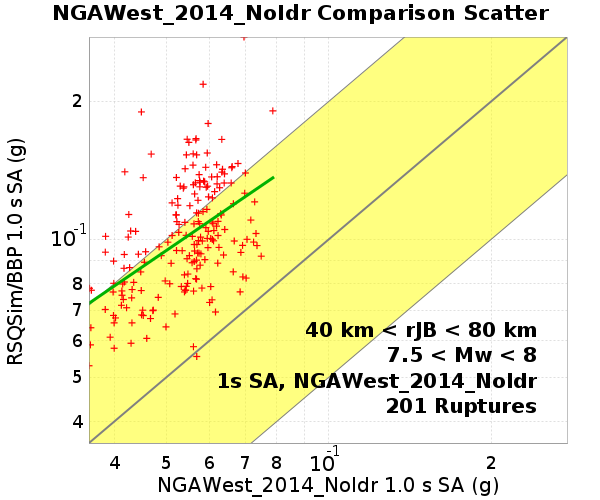 NGAWest_2014_NoIdr Comparison Scatter
RSQSim/BBP 1.0 s SA (g)
2
10⁻¹
8
7
6
5
4
40 km < rJB < 80 km
7.5 < Mw < 8
1s SA, NGAWest_2014_NoIdr
201 Ruptures
4 5 6 7 8 10⁻¹ 2
NGAWest_2014_NoIdr 1.0 s SA (g)